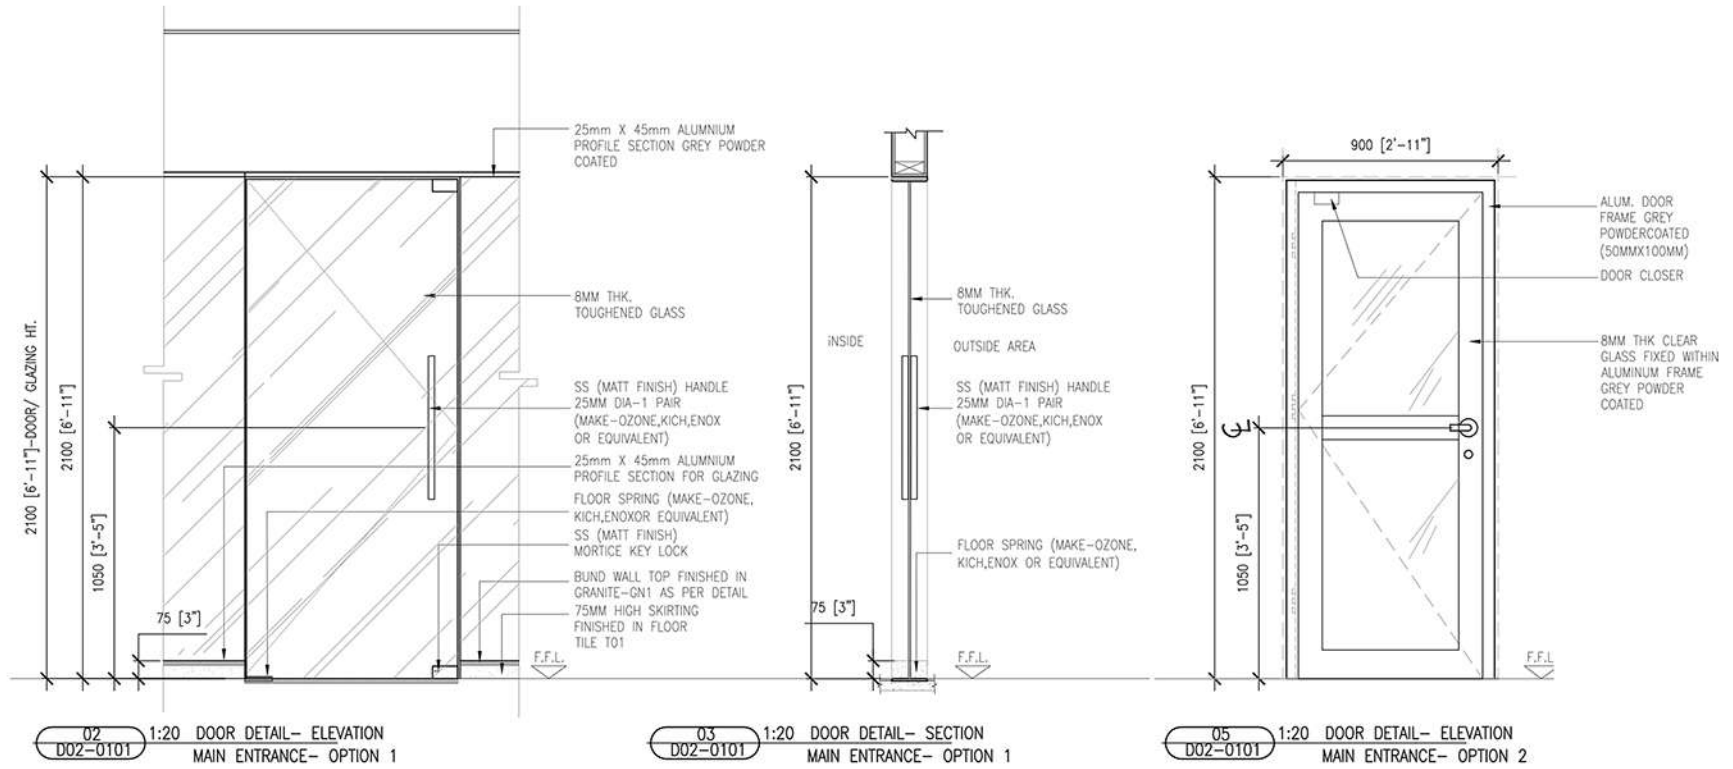 25mm X 45mm ALUMNIUM
PROFILE SECTION GREY POWDER
COATED
8MM THK.
TOUGHENED GLASS
SS (MATT FINISH) HANDLE
25MM DIA-1 PAIR
(MAKE-OZONE,KICH,ENOX
OR EQUIVALENT)
25mm X 45mm ALUMNIUM
PROFILE SECTION FOR GLAZING
FLOOR SPRING (MAKE-OZONE,
KICH,ENOXOR EQUIVALENT)
SS (MATT FINISH)
MORTICE KEY LOCK
BUND WALL TOP FINISHED IN
GRANITE-GN1 AS PER DETAIL
75MM HIGH SKIRTING
FINISHED IN FLOOR
TILE T01
2100 [6'-11"]-DOOR/ GLAZING HT.
2100 [6'-11"]
1050 [3'-5"]
75 [3"]
F.F.L.
02
D02-0101
1:20 DOOR DETAIL- ELEVATION
MAIN ENTRANCE- OPTION 1
INSIDE
8MM THK.
TOUGHENED GLASS
OUTSIDE AREA
SS (MATT FINISH) HANDLE
25MM DIA-1 PAIR
(MAKE-OZONE,KICH,ENOX
OR EQUIVALENT)
FLOOR SPRING (MAKE-OZONE,
KICH,ENOX OR EQUIVALENT)
2100 [6'-11"]
75 [3"]
F.F.L.
03
D02-0101
1:20 DOOR DETAIL- SECTION
MAIN ENTRANCE- OPTION 1
900 [2'-11"]
ALUM. DOOR
FRAME GREY
POWDERCOATED
(50MMX100MM)
DOOR CLOSER
8MM THK CLEAR
GLASS FIXED WITHIN
ALUMINUM FRAME
GREY POWDER
COATED
2100 [6'-11"]
CL
1050 [3'-5"]
F.F.L
05
D02-0101
1:20 DOOR DETAIL- ELEVATION
MAIN ENTRANCE- OPTION 2